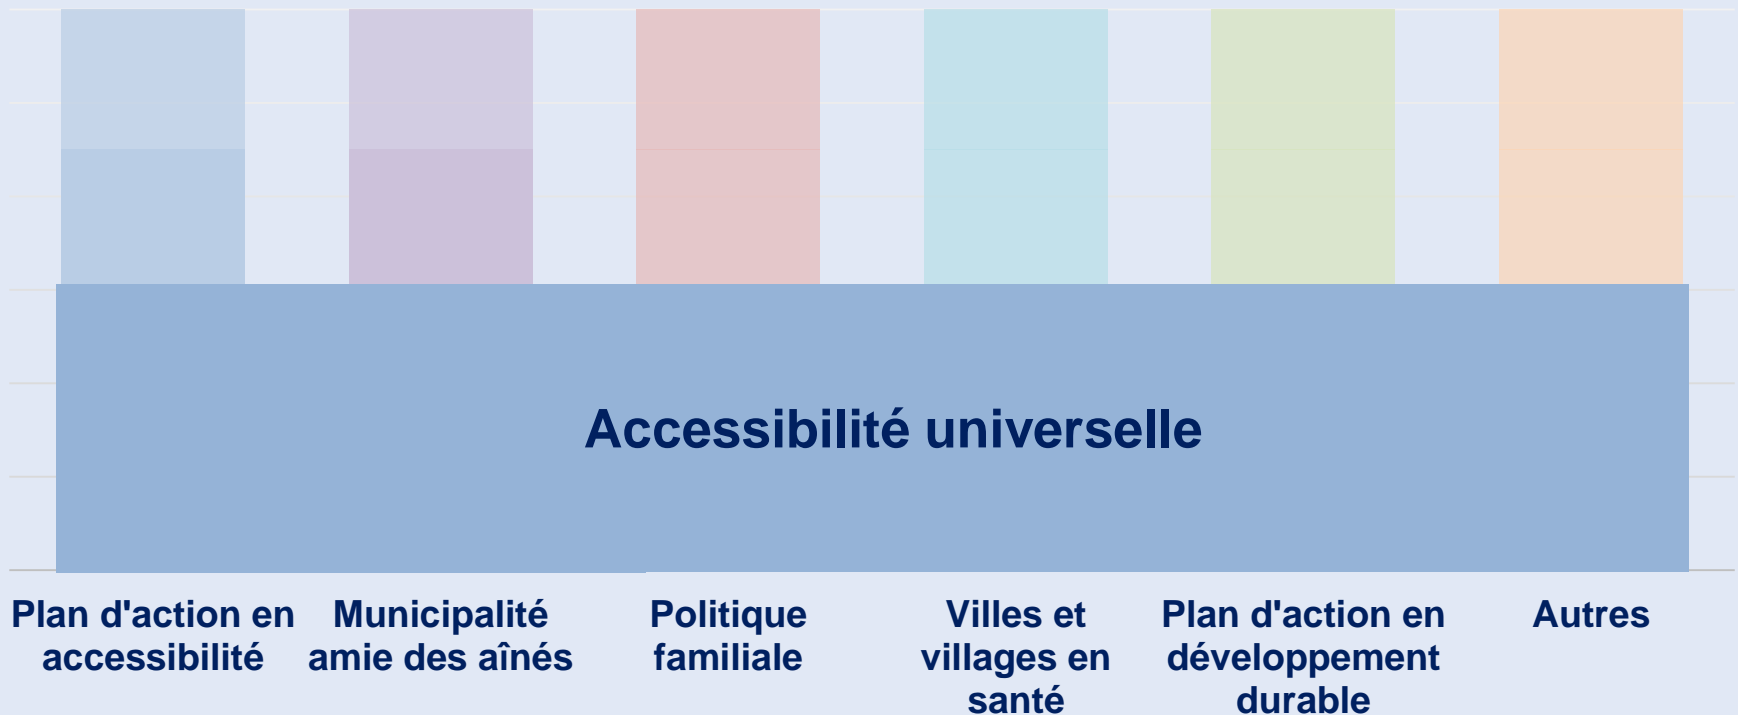 Accessibilité universelle
Plan d'action en
accessibilité
Municipalité
amie des aînés
Politique
familiale
Villes et
villages en
santé
Plan d'action en
développement
durable
Autres